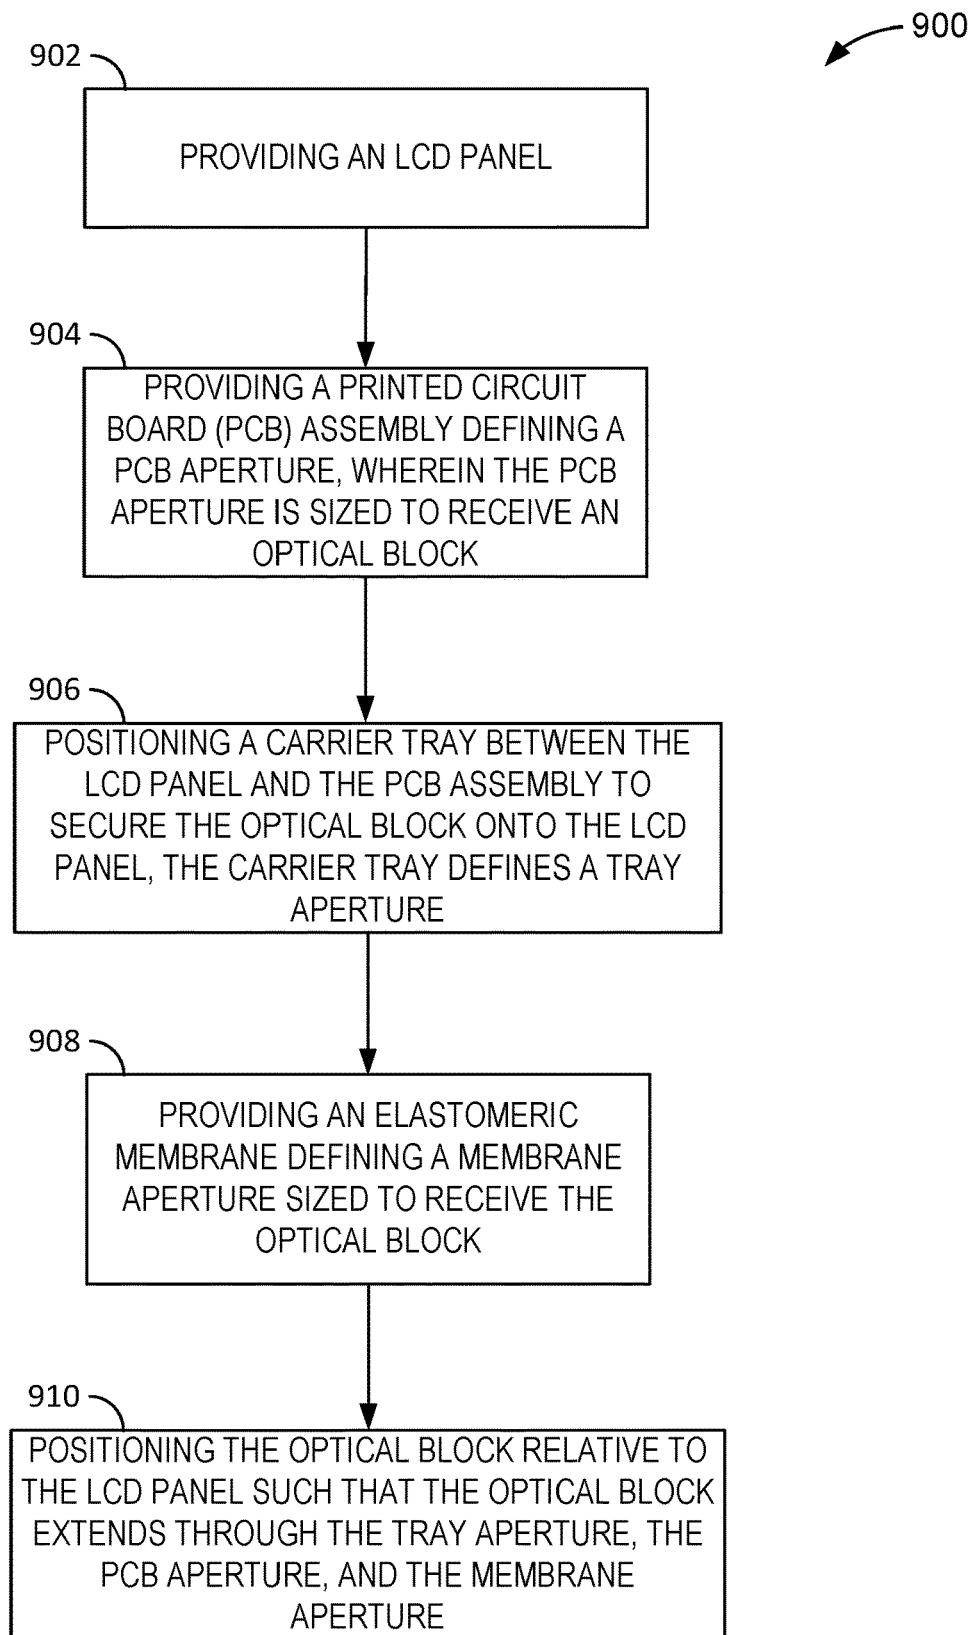 900
902
PROVIDING AN LCD PANEL
904
PROVIDING A PRINTED CIRCUIT
BOARD (PCB) ASSEMBLY DEFINING A
PCB APERTURE, WHEREIN THE PCB
APERTURE IS SIZED TO RECEIVE AN
OPTICAL BLOCK
906
POSITIONING A CARRIER TRAY BETWEEN THE
LCD PANEL AND THE PCB ASSEMBLY TO
SECURE THE OPTICAL BLOCK ONTO THE LCD
PANEL, THE CARRIER TRAY DEFINES A TRAY
APERTURE
908
PROVIDING AN ELASTOMERIC
MEMBRANE DEFINING A MEMBRANE
APERTURE SIZED TO RECEIVE THE
OPTICAL BLOCK
910
POSITIONING THE OPTICAL BLOCK RELATIVE TO
THE LCD PANEL SUCH THAT THE OPTICAL BLOCK
EXTENDS THROUGH THE TRAY APERTURE, THE
PCB APERTURE, AND THE MEMBRANE
APERTURE